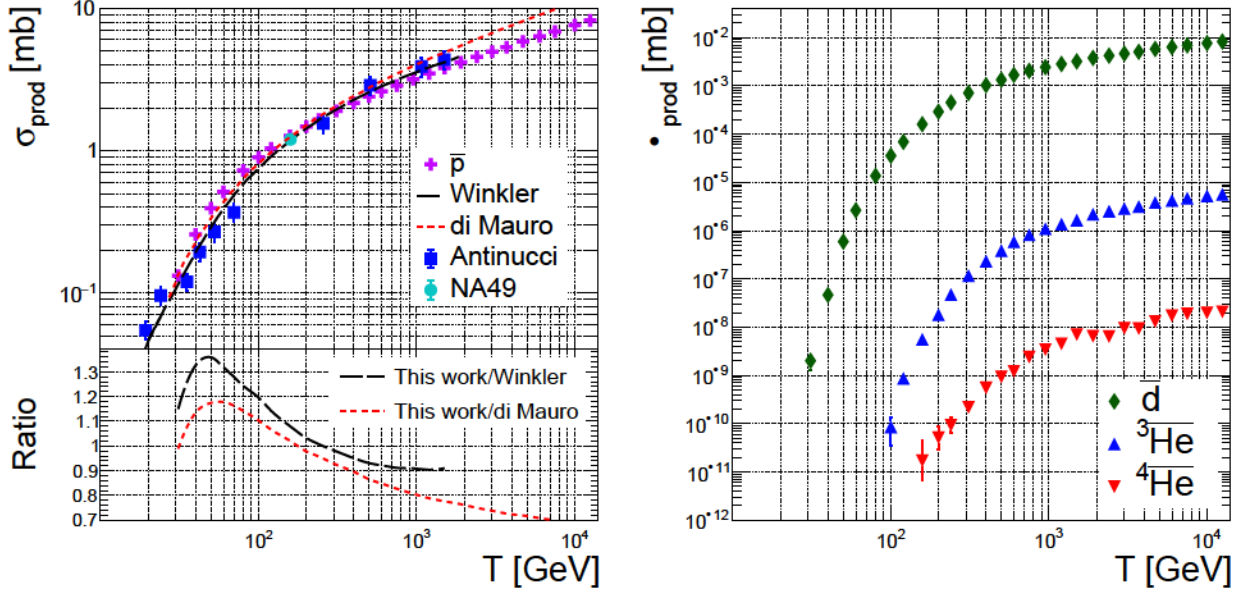 σprod [mb]
10
1
10⁻¹
p̄
Winkler
di Mauro
Antinucci
NA49
Ratio
1.3
1.2
1.1
1
0.9
0.8
0.7
This work/Winkler
This work/di Mauro
10² 10³ 10⁴
T [GeV]
•prod [mb]
10⁻²
10⁻³
10⁻⁴
10⁻⁵
10⁻⁶
10⁻⁷
10⁻⁸
10⁻⁹
10⁻¹⁰
10⁻¹¹
10⁻¹²
d̅
³H̅e̅
⁴H̅e̅
10² 10³ 10⁴
T [GeV]